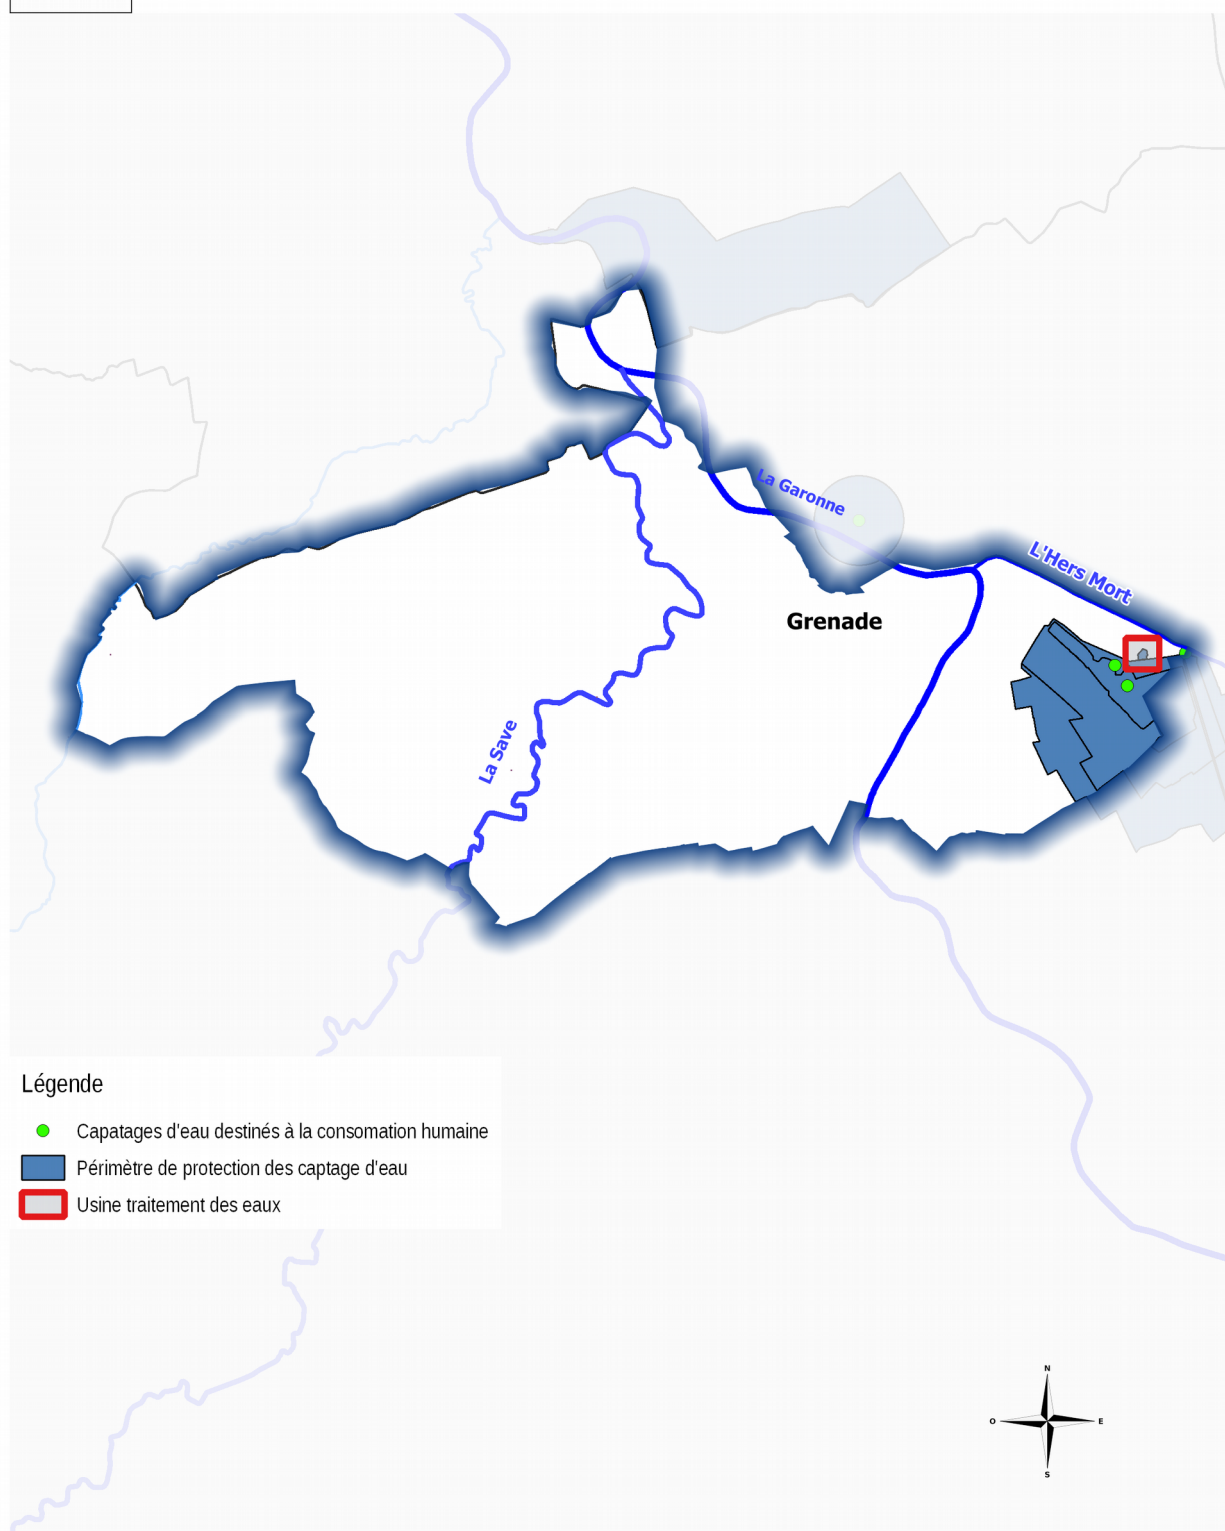 La Garonne
L'Hers Mort
Grenade
La Save
Légende
Capatages d'eau destinés à la consomation humaine
Périmètre de protection des captage d'eau
Usine traitement des eaux
N
O
E
S